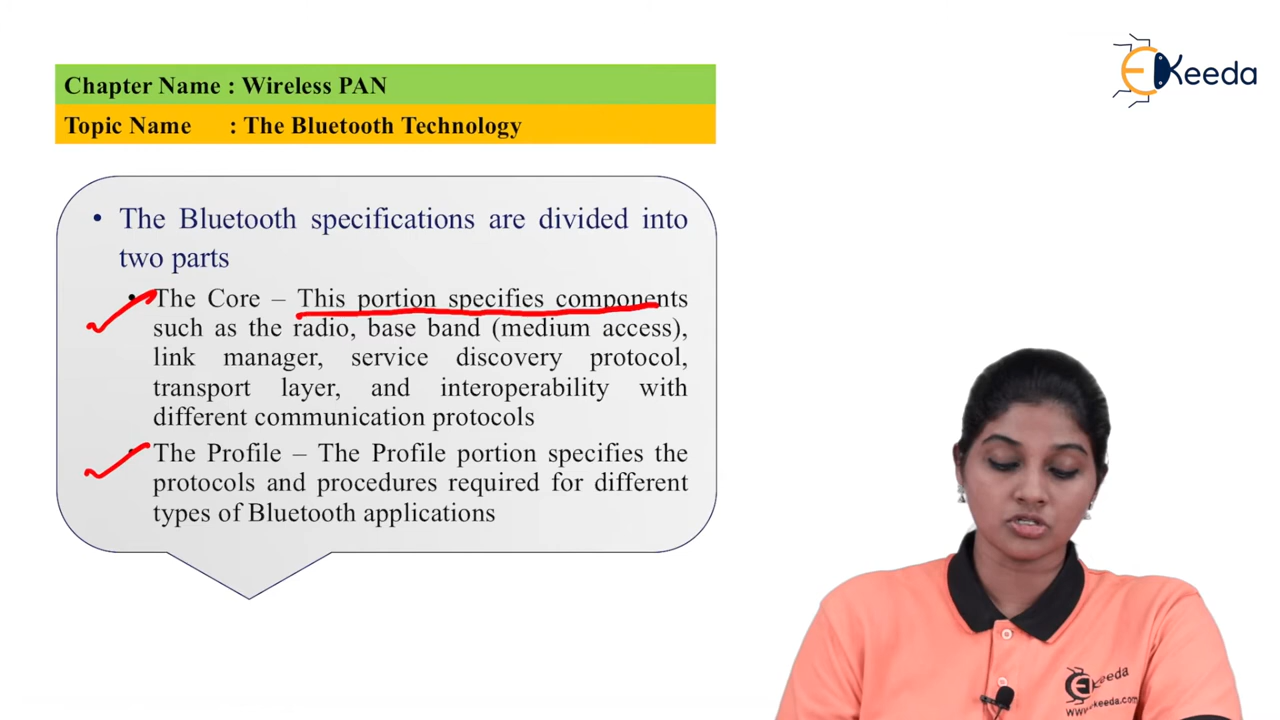 Ekeeda
Chapter Name : Wireless PAN
Topic Name : The Bluetooth Technology
• The Bluetooth specifications are divided into
two parts
• The Core – This portion specifies components
such as the radio, base band (medium access),
link manager, service discovery protocol,
transport layer, and interoperability with
different communication protocols
• The Profile – The Profile portion specifies the
protocols and procedures required for different
types of Bluetooth applications
Ekeeda
www.ekeeda.com